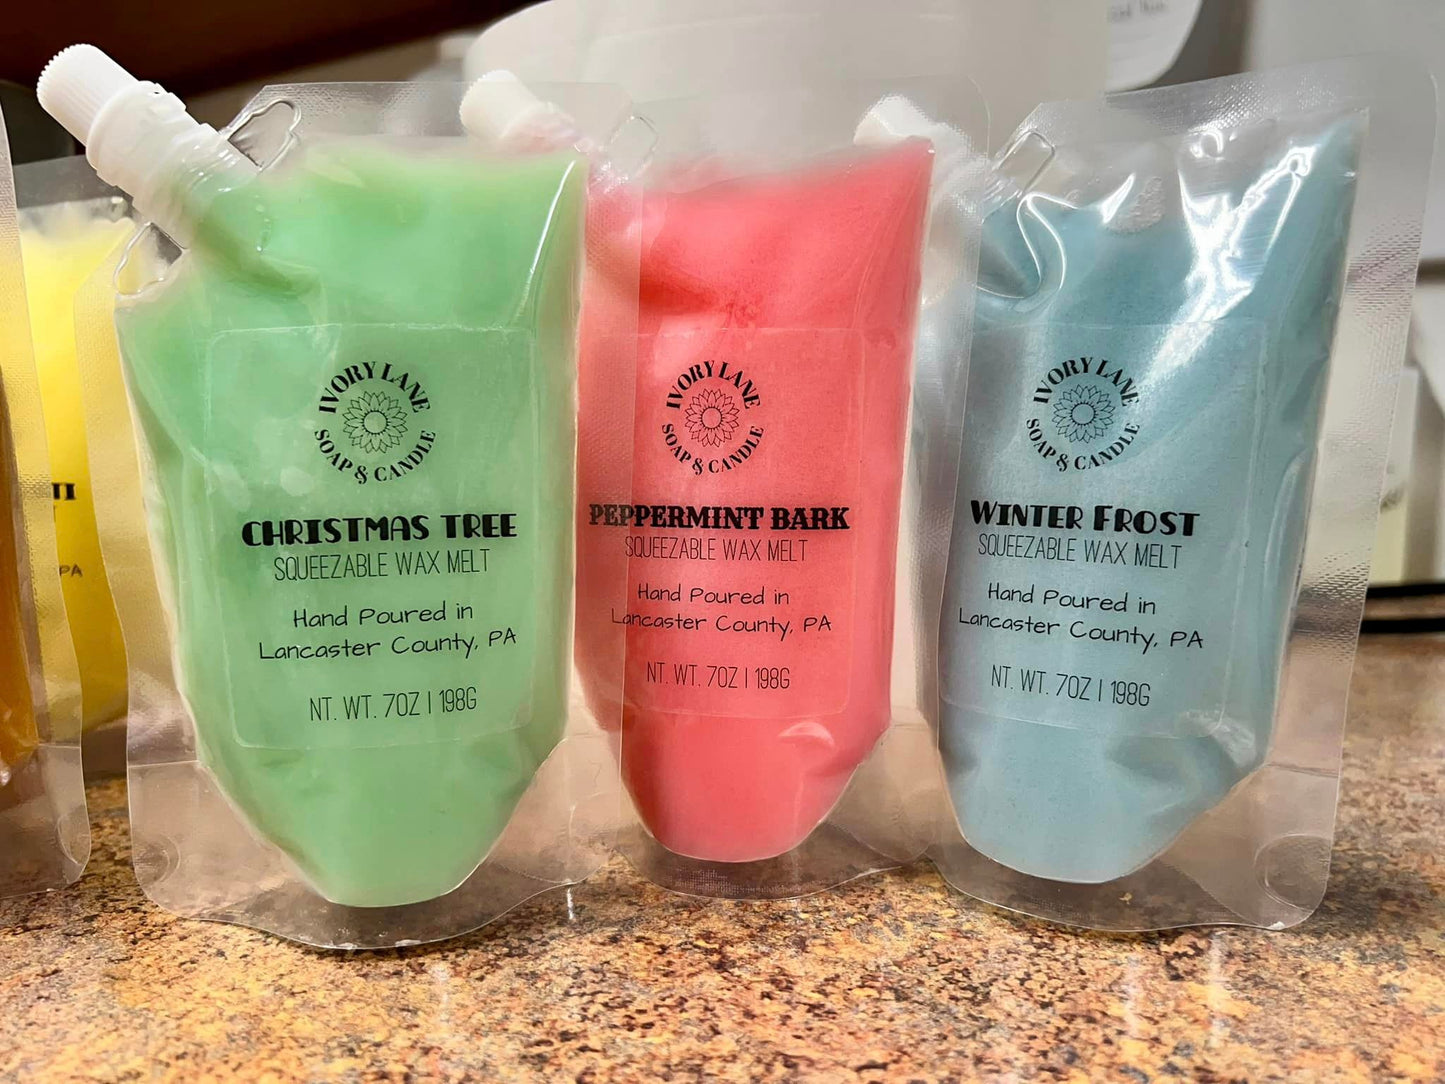 IVORY LANE
SOAP & CANDLE
CHRISTMAS TREE
SQUEEZABLE WAX MELT
Hand Poured in
Lancaster County, PA
NT. WT. 7OZ | 198G
IVORY LANE
SOAP & CANDLE
PEPPERMINT BARK
SQUEEZABLE WAX MELT
Hand Poured in
Lancaster County, PA
NT. WT. 7OZ | 198G
IVORY LANE
SOAP & CANDLE
WINTER FROST
SQUEEZABLE WAX MELT
Hand Poured in
Lancaster County, PA
NT. WT. 7OZ | 198G
PA